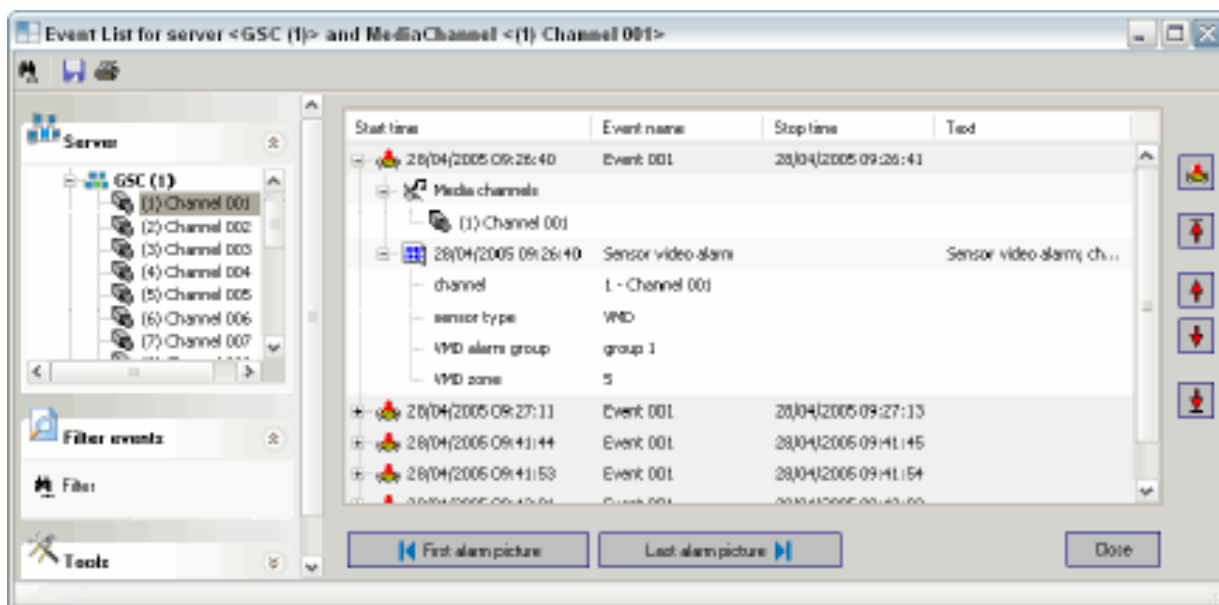 Event List for server <GSC (1)> and MediaChannel <(1) Channel 001>
Server
GSC (1)
(1) Channel 001
(2) Channel 002
(3) Channel 003
(4) Channel 004
(5) Channel 005
(6) Channel 006
(7) Channel 007
Filter events
Filter
Tools
Start time Event name Stop time Text
28/04/2005 09:26:40 Event 001 28/04/2005 09:26:41
Media channels
(1) Channel 001
28/04/2005 09:26:40 Sensor video alarm Sensor video alarm; ch...
channel 1 - Channel 001
sensor type VMD
VMD alarm group group 1
VMD zone 5
28/04/2005 09:27:11 Event 001 28/04/2005 09:27:13
28/04/2005 09:41:44 Event 001 28/04/2005 09:41:45
28/04/2005 09:41:53 Event 001 28/04/2005 09:41:54
First alarm picture
Last alarm picture
Close